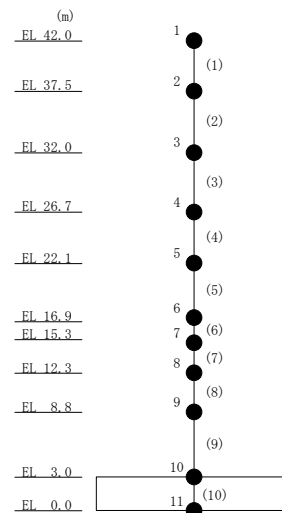 (m)
1
EL 42.0
(1)
2
EL 37.5
(2)
3
EL 32.0
(3)
4
EL 26.7
(4)
5
EL 22.1
(5)
6
EL 16.9
(6)
7
EL 15.3
(7)
8
EL 12.3
(8)
9
EL 8.8
(9)
10
EL 3.0
(10)
11
EL 0.0